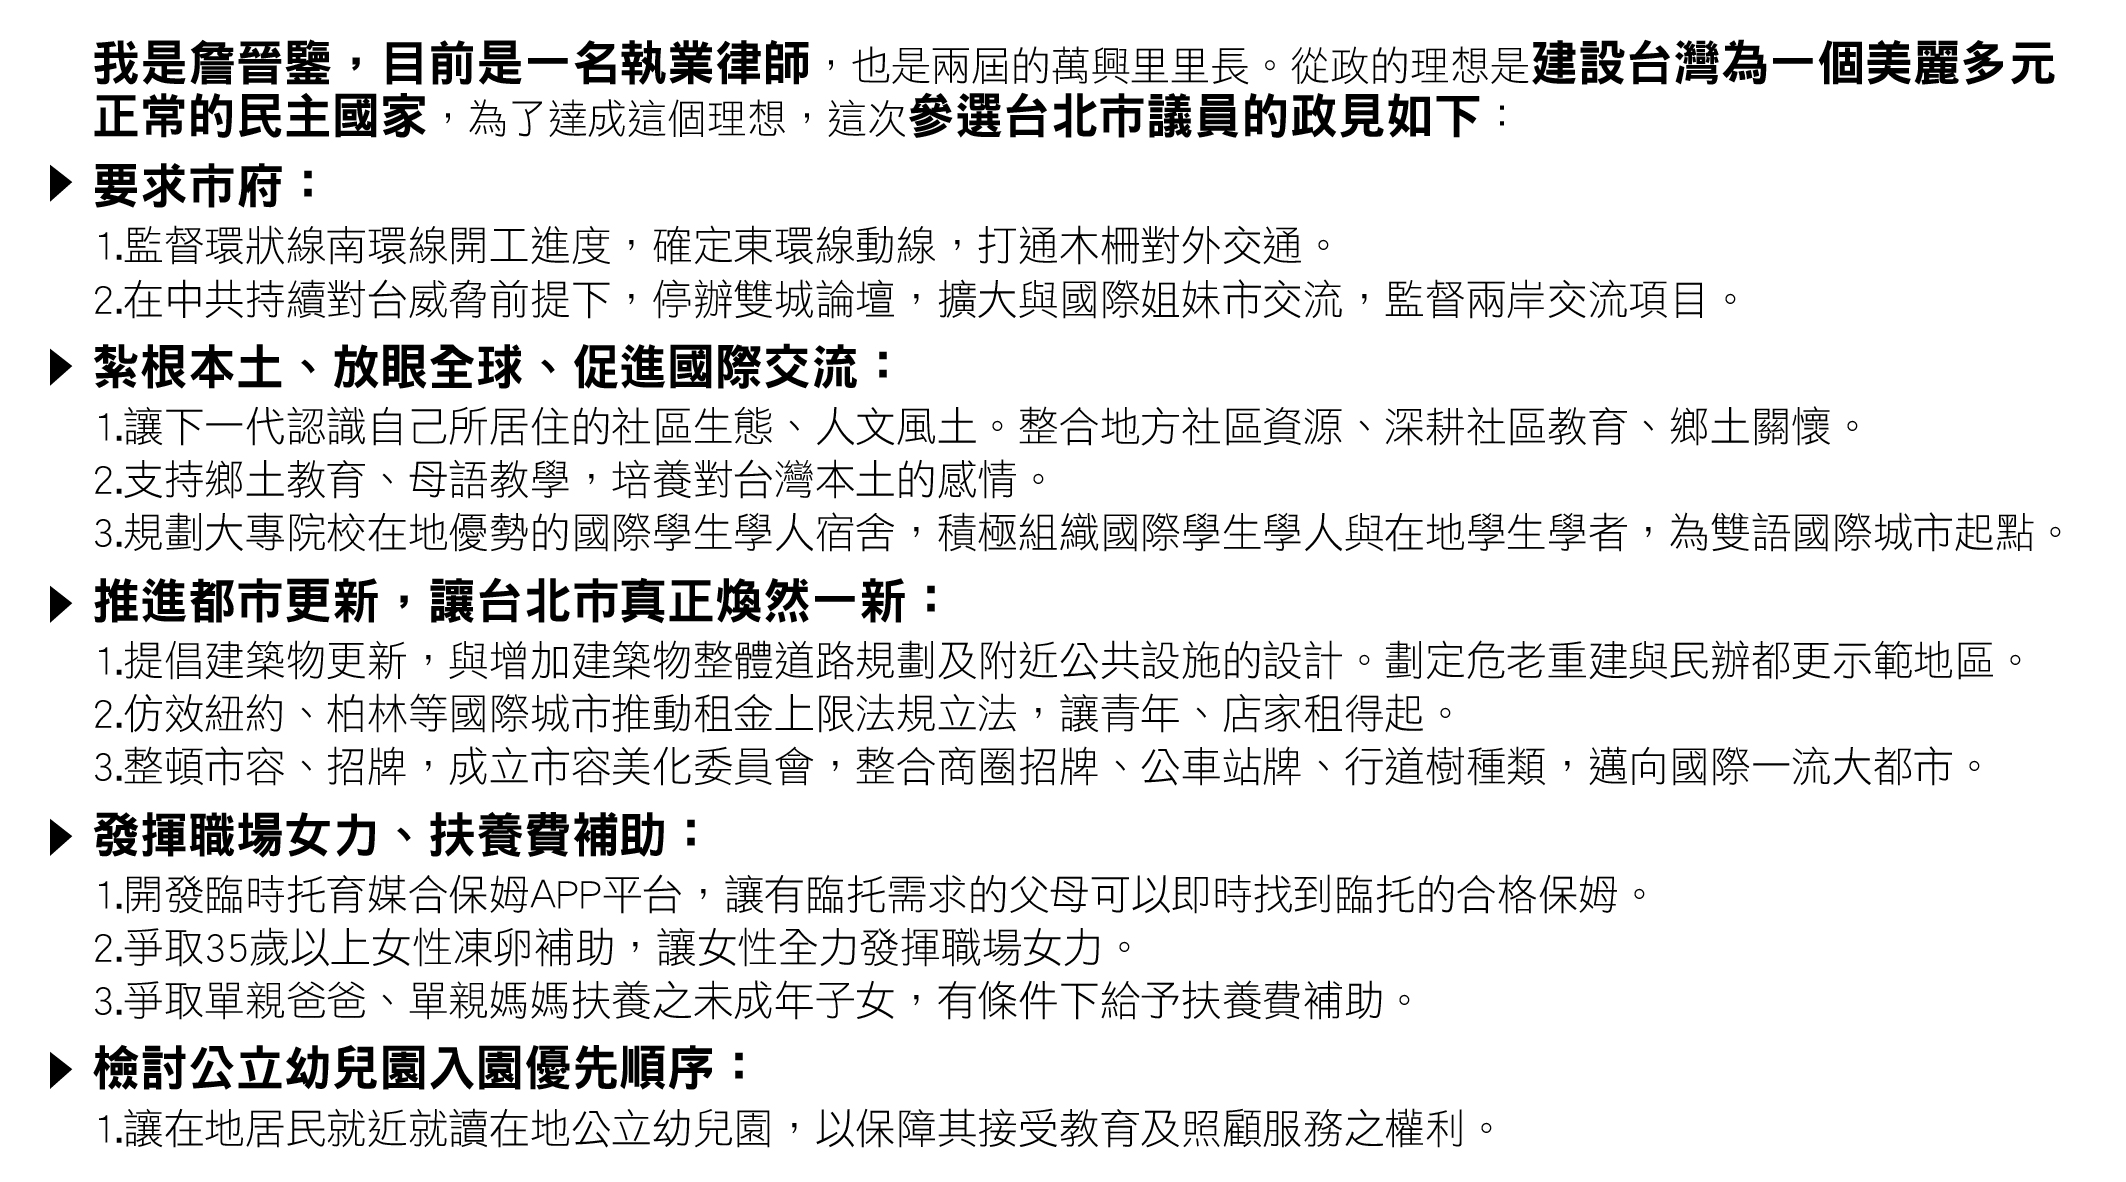 我是詹晉鑒，目前是一名執業律師，也是兩屆的萬興里里長。從政的理想是建設台灣為一個美麗多元
正常的民主國家，為了達成這個理想，這次參選台北市議員的政見如下：
▶ 要求市府：
1.監督環狀線南環線開工進度，確定東環線動線，打通木柵對外交通。
2.在中共持續對台威脅前提下，停辦雙城論壇，擴大與國際姐妹市交流，監督兩岸交流項目。
▶ 紮根本土、放眼全球、促進國際交流：
1.讓下一代認識自己所居住的社區生態、人文風土。整合地方社區資源、深耕社區教育、鄉土關懷。
2.支持鄉土教育、母語教學，培養對台灣本土的感情。
3.規劃大專院校在地優勢的國際學生學人宿舍，積極組織國際學生學人與在地學生學者，為雙語國際城市起點。
▶ 推進都市更新，讓台北市真正煥然一新：
1.提倡建築物更新，與增加建築物整體道路規劃及附近公共設施的設計。劃定危老重建與民辦都更示範地區。
2.仿效紐約、柏林等國際城市推動租金上限法規立法，讓青年、店家租得起。
3.整頓市容、招牌，成立市容美化委員會，整合商圈招牌、公車站牌、行道樹種類，邁向國際一流大都市。
▶ 發揮職場女力、扶養費補助：
1.開發臨時托育媒合保姆APP平台，讓有臨托需求的父母可以即時找到臨托的合格保姆。
2.爭取35歲以上女性凍卵補助，讓女性全力發揮職場女力。
3.爭取單親爸爸、單親媽媽扶養之未成年子女，有條件下給予扶養費補助。
▶ 檢討公立幼兒園入園優先順序：
1.讓在地居民就近就讀在地公立幼兒園，以保障其接受教育及照顧服務之權利。